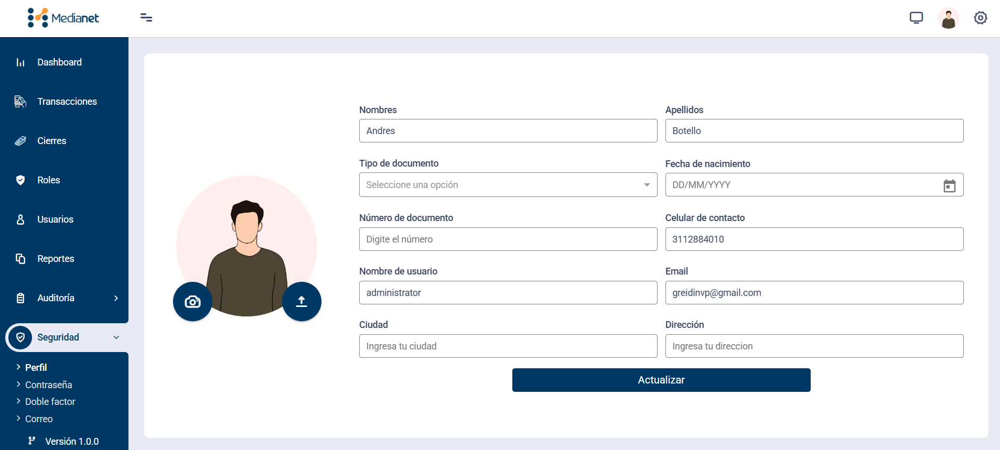 Medianet
Dashboard
Transacciones
Cierres
Roles
Usuarios
Reportes
Auditoría
Seguridad
Perfil
Contraseña
Doble factor
Correo
Versión 1.0.0
Nombres
Apellidos
Andres
Botello
Tipo de documento
Fecha de nacimiento
Seleccione una opción
DD/MM/YYYY
Número de documento
Celular de contacto
Digite el número
3112884010
Nombre de usuario
Email
administrator
greidinvp@gmail.com
Ciudad
Dirección
Ingresa tu ciudad
Ingresa tu direccion
Actualizar